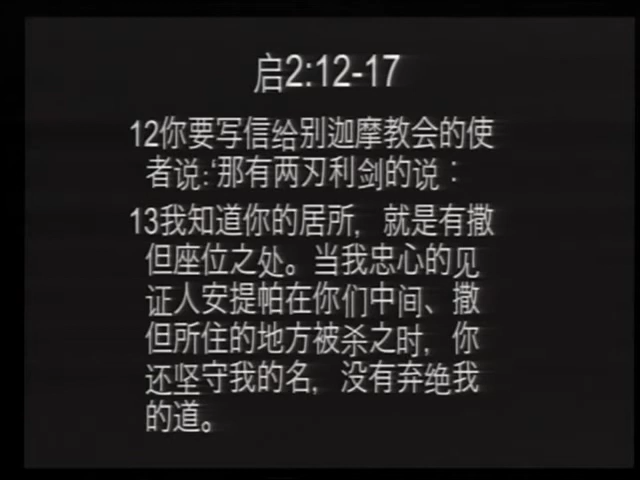 启2:12-17
12你要写信给别迦摩教会的使
者说:‘那有两刃利剑的说：
13我知道你的居所，就是有撒
但座位之处。当我忠心的见
证人安提帕在你们中间、撒
但所住的地方被杀之时，你
还坚守我的名，没有弃绝我
的道。